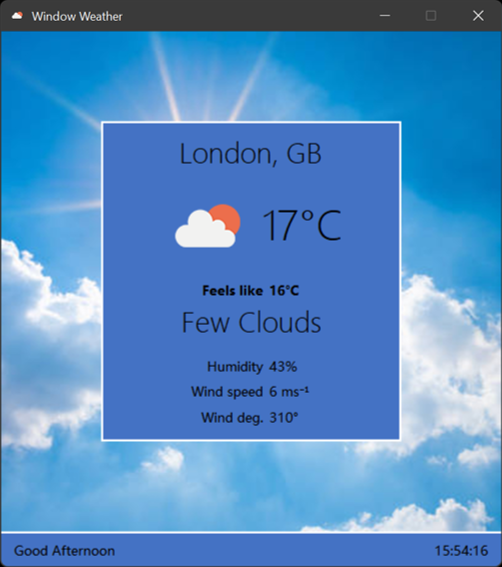 Window Weather
London, GB
17°C
Feels like 16°C
Few Clouds
Humidity 43%
Wind speed 6 ms⁻¹
Wind deg. 310°
Good Afternoon 15:54:16